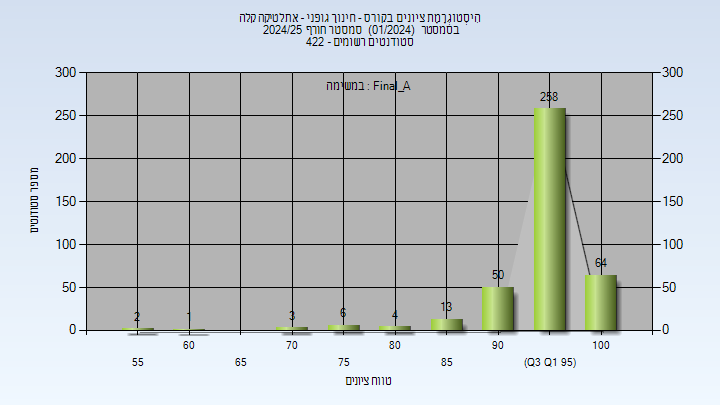 היסטוגרמת ציונים בקורס - חינוך גופני - אתלטיקה קלה
בסמסטר (01/2024) סמסטר חורף 2024/25
סטודנטים רשומים - 422
במשימה : Final_A
300 300
250 250
200 200
150 150
100 100
50 50
0 0
2 1 3 6 4 13 50 258 64
מספר סטודנטים
60 70 80 90 100
55 65 75 85 (Q3 Q1 95)
טווח ציונים